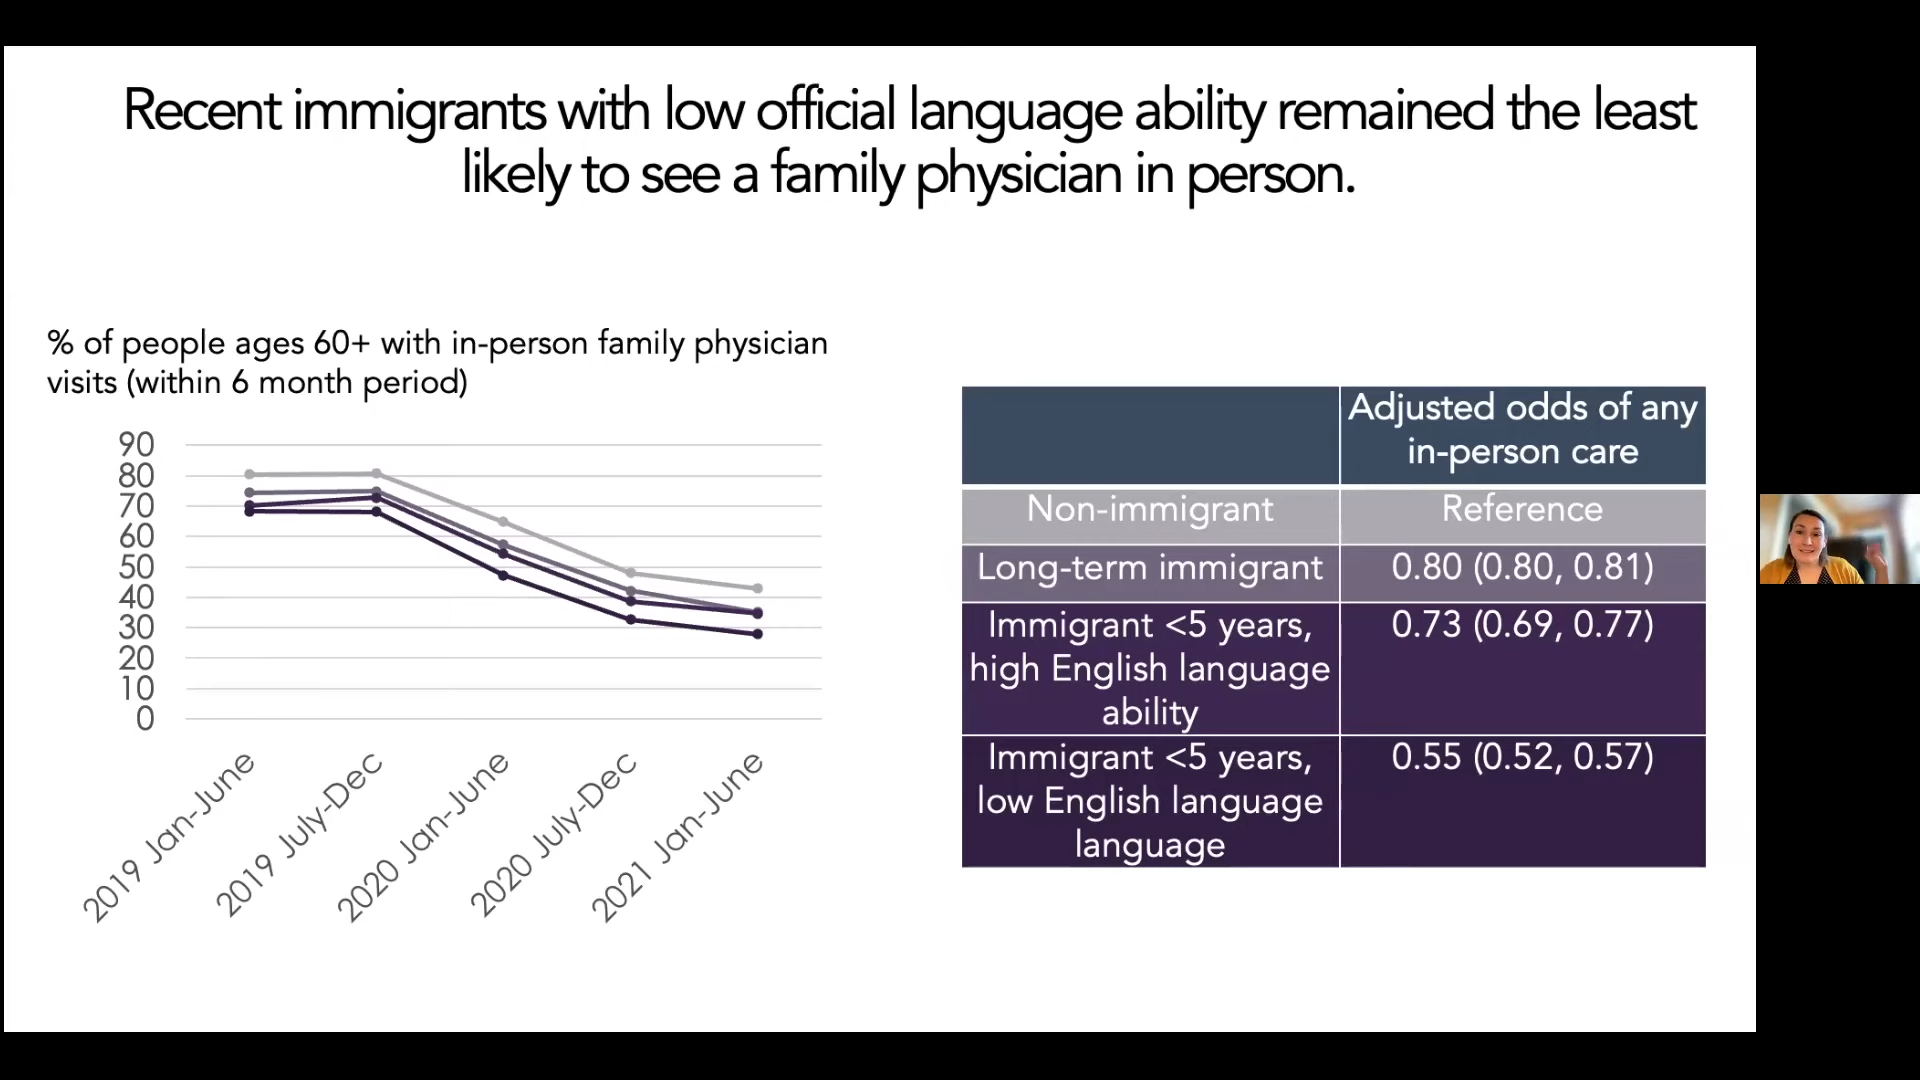 Recent immigrants with low official language ability remained the least
likely to see a family physician in person.
% of people ages 60+ with in-person family physician
visits (within 6 month period)
90
80
70
60
50
40
30
20
10
0
2019 Jan-June
2019 July-Dec
2020 Jan-June
2020 July-Dec
2021 Jan-June
Adjusted odds of any
in-person care
Non-immigrant
Reference
Long-term immigrant
0.80 (0.80, 0.81)
Immigrant <5 years,
high English language
ability
0.73 (0.69, 0.77)
Immigrant <5 years,
low English language
language
0.55 (0.52, 0.57)